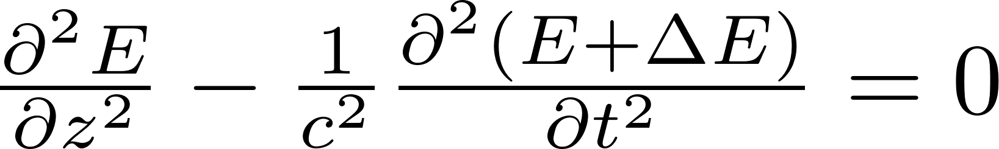 ∂²E/∂z² − 1/c² ∂²(E+ΔE)/∂t² = 0